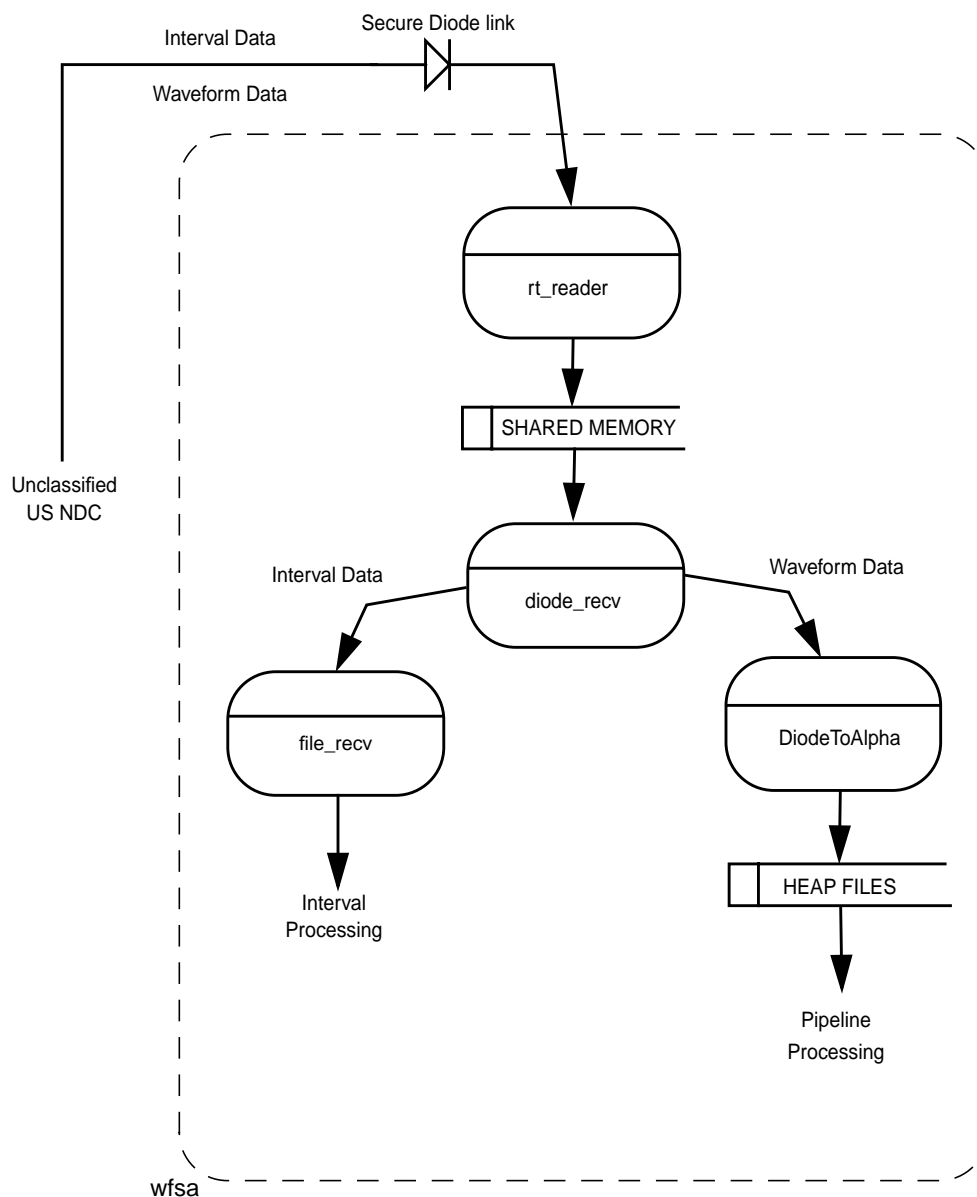 Secure Diode link
Interval Data
Waveform Data
rt_reader
SHARED MEMORY
Unclassified
US NDC
Interval Data
Waveform Data
diode_recv
file_recv
DiodeToAlpha
HEAP FILES
Interval
Processing
Pipeline
Processing
wfsa